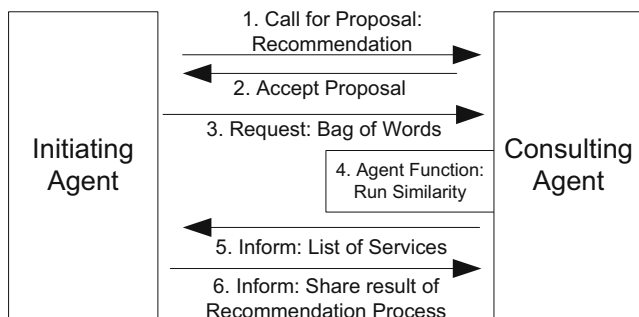 1. Call for Proposal:
Recommendation
2. Accept Proposal
3. Request: Bag of Words
Initiating
Agent
4. Agent Function:
Run Similarity
Consulting
Agent
5. Inform: List of Services
6. Inform: Share result of
Recommendation Process